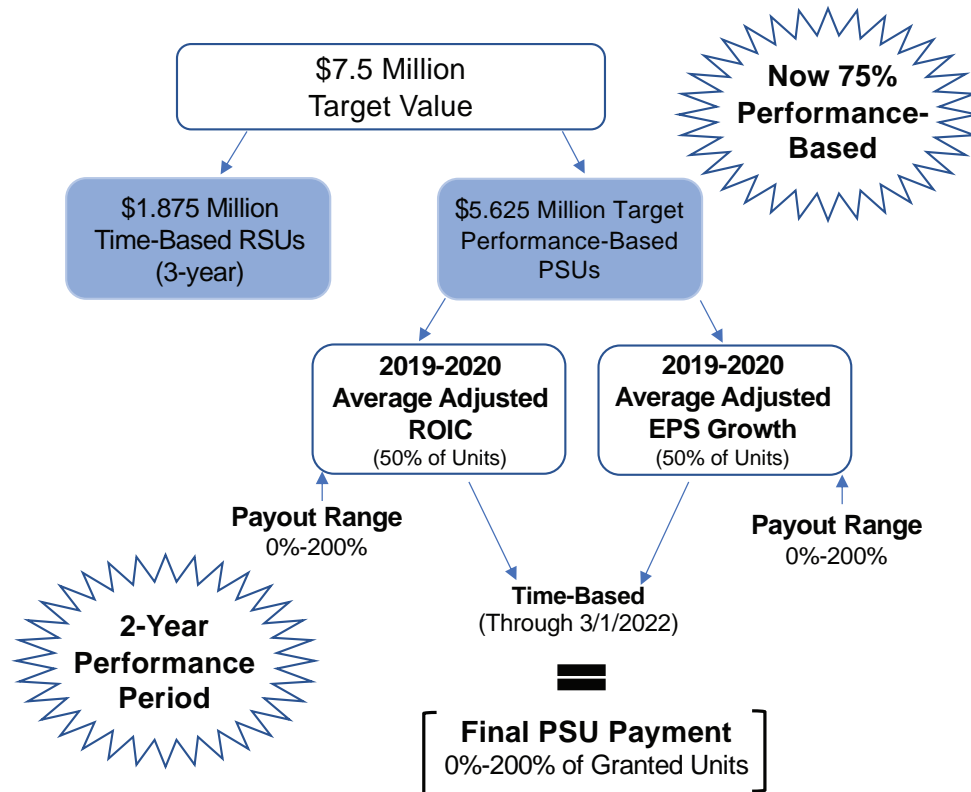 $7.5 Million
Target Value
Now 75%
Performance-
Based
$1.875 Million
Time-Based RSUs
(3-year)
$5.625 Million Target
Performance-Based
PSUs
2019-2020
Average Adjusted
ROIC
(50% of Units)
2019-2020
Average Adjusted
EPS Growth
(50% of Units)
Payout Range
0%-200%
Payout Range
0%-200%
Time-Based
(Through 3/1/2022)
2-Year
Performance
Period
=
Final PSU Payment
0%-200% of Granted Units